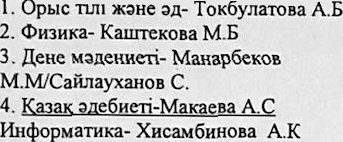 1. Орыс тілі және әд- Токбулатова А.Б
2. Физика- Каштекова М.Б
3. Дене мәдениеті- Манарбеков
М.М/Сайлауханов С.
4. Қазақ әдебиеті-Макаева А.С
Информатика- Хисамбинова А.К